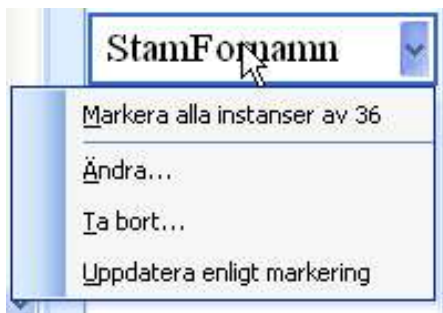 StamFornamn
Markera alla instanser av 36
Ändra...
Ta bort...
Uppdatera enligt markering